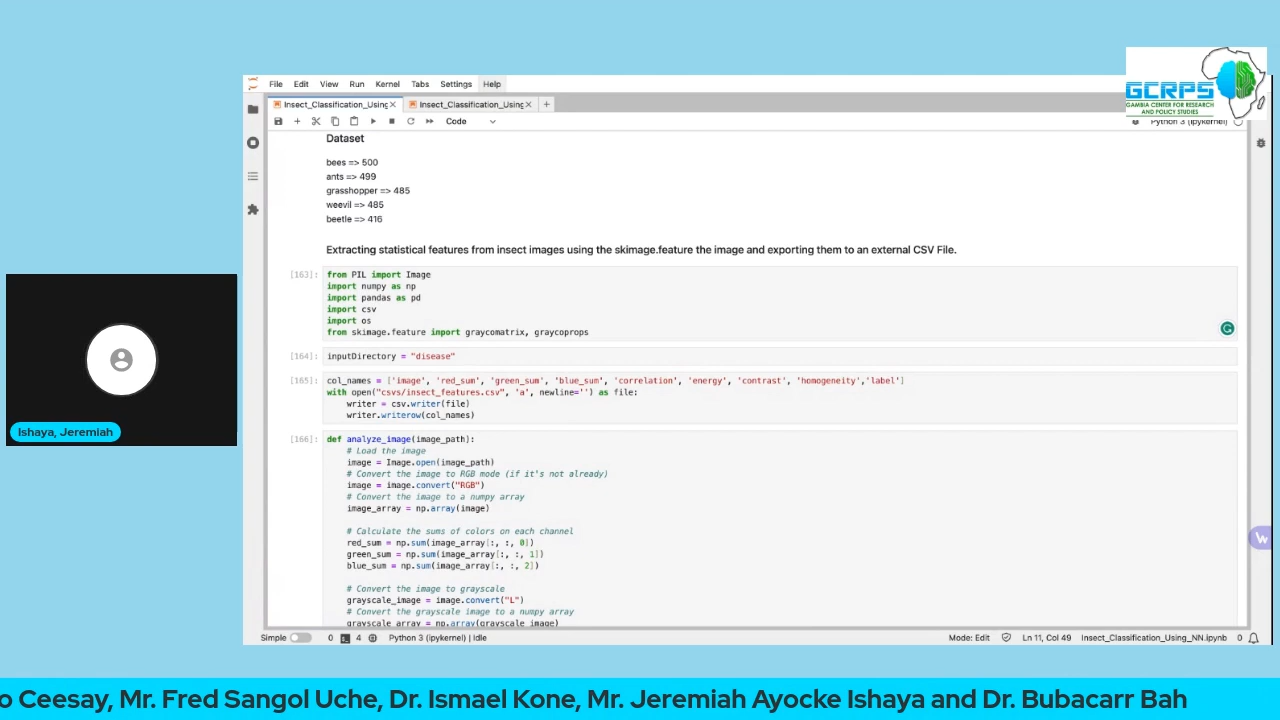 GCRPS
GAMBIA CENTER FOR RESEARCH
AND POLICY STUDIES
File Edit View Run Kernel Tabs Settings Help
Insect_Classification_Using Insect_Classification_Using
Code
Python 3 (ipykernel)
Dataset
bees => 500
ants => 499
grasshopper => 485
weevil => 485
beetle => 416
Extracting statistical features from insect images using the skimage.feature the image and exporting them to an external CSV File.
[163]: from PIL import Image
import numpy as np
import pandas as pd
import csv
import os
from skimage.feature import graycomatrix, graycoprops
[164]: inputDirectory = "disease"
[165]: col_names = ['image', 'red_sum', 'green_sum', 'blue_sum', 'correlation', 'energy', 'contrast', 'homogeneity','label']
with open("csvs/insect_features.csv", 'a', newline='') as file:
writer = csv.writer(file)
writer.writerow(col_names)
[166]: def analyze_image(image_path):
# Load the image
image = Image.open(image_path)
# Convert the image to RGB mode (if it's not already)
image = image.convert("RGB")
# Convert the image to a numpy array
image_array = np.array(image)
# Calculate the sums of colors on each channel
red_sum = np.sum(image_array[:, :, 0])
green_sum = np.sum(image_array[:, :, 1])
blue_sum = np.sum(image_array[:, :, 2])
# Convert the image to grayscale
grayscale_image = image.convert("L")
# Convert the grayscale image to a numpy array
grayscale_array = np.array(grayscale_image)
Simple 0 4 Python 3 (ipykernel) | Idle Mode: Edit Ln 11, Col 49 Insect_Classification_Using_NN.ipynb 0
Ishaya, Jeremiah
o Ceesay, Mr. Fred Sangol Uche, Dr. Ismael Kone, Mr. Jeremiah Ayocke Ishaya and Dr. Bubacarr Bah